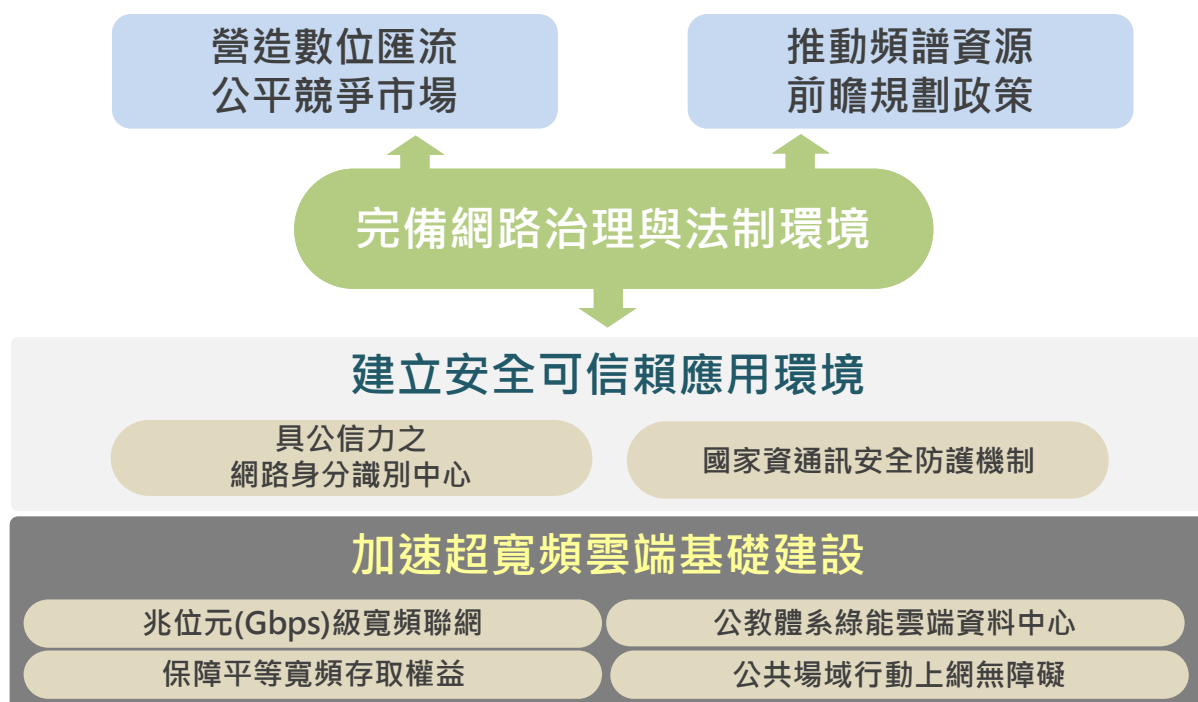 營造數位匯流
公平競爭市場
推動頻譜資源
前瞻規劃政策
完備網路治理與法制環境
建立安全可信賴應用環境
具公信力之
網路身分識別中心
國家資通訊安全防護機制
加速超寬頻雲端基礎建設
兆位元(Gbps)級寬頻聯網
公教體系綠能雲端資料中心
保障平等寬頻存取權益
公共場域行動上網無障礙